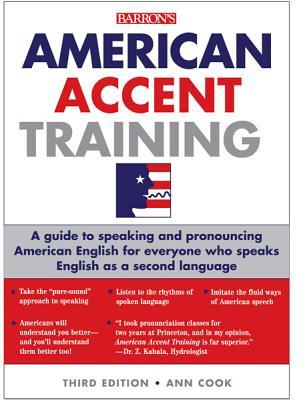 BARRON'S
AMERICAN
ACCENT
TRAINING
A guide to speaking and pronouncing
American English for everyone who speaks
English as a second language
★ Take the "pure-sound"
approach to speaking
★ Listen to the rhythms of
spoken language
★ Imitate the fluid ways
of American speech
★ Americans will
understand you better—
and you'll understand
them better too!
★ "I took pronunciation classes for
two years at Princeton, and in my opinion,
American Accent Training is far superior."
—Dr. Z. Kabala, Hydrologist
THIRD EDITION • ANN COOK